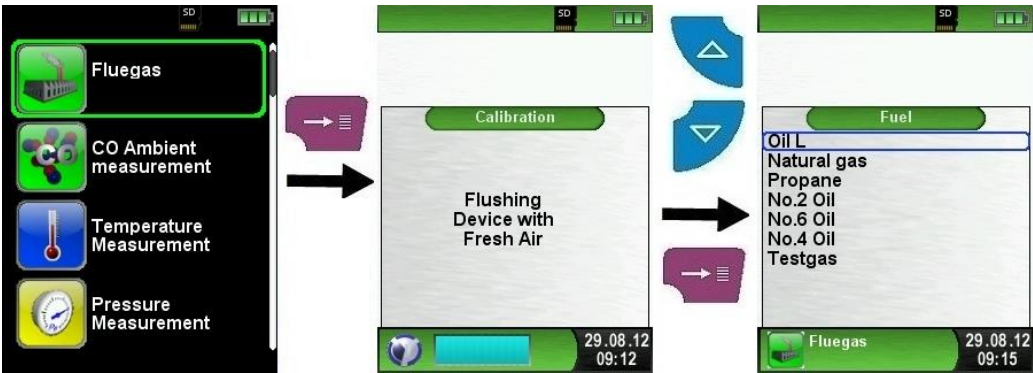 SD
Fluegas
CO Ambient
measurement
Temperature
Measurement
Pressure
Measurement
SD
Calibration
Flushing
Device with
Fresh Air
29.08.12
09:12
SD
Fuel
Oil L
Natural gas
Propane
No.2 Oil
No.6 Oil
No.4 Oil
Testgas
Fluegas
29.08.12
09:15